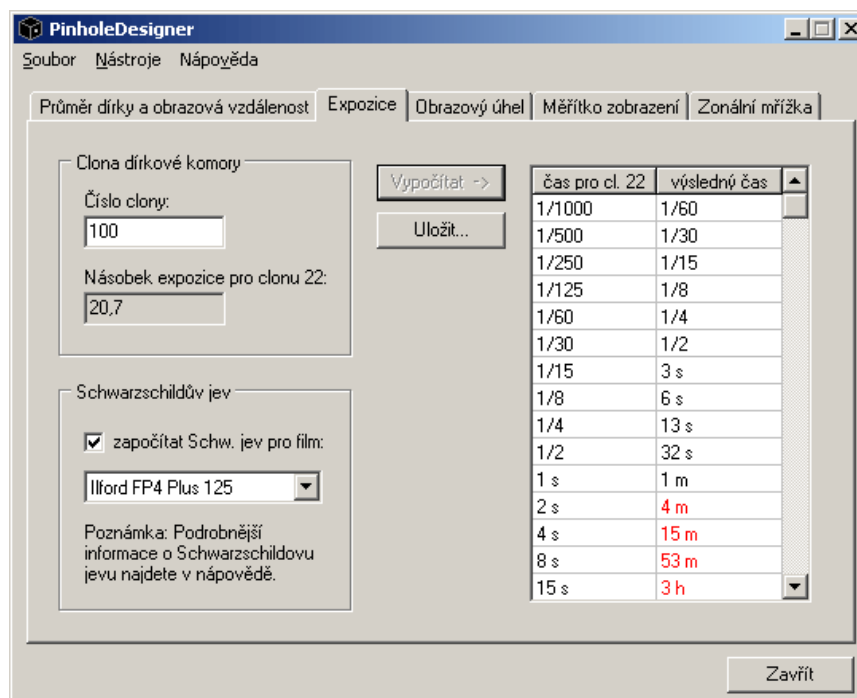 PinholeDesigner
Soubor Nástroje Nápověda
Průměr dírky a obrazová vzdálenost Expozice Obrazový úhel Měřítko zobrazení Zonální mřížka
Clona dírkové komory
Číslo clony:
100
Násobek expozice pro clonu 22:
20,7
Schwarzschildův jev
započítat Schw. jev pro film:
Ilford FP4 Plus 125
Poznámka: Podrobnější
informace o Schwarzschildovu
jevu najdete v nápovědě.
Vypočítat ->
Uložit...
čas pro cl. 22 výsledný čas
1/1000 1/60
1/500 1/30
1/250 1/15
1/125 1/8
1/60 1/4
1/30 1/2
1/15 3 s
1/8 6 s
1/4 13 s
1/2 32 s
1 s 1 m
2 s 4 m
4 s 15 m
8 s 53 m
15 s 3 h
Zavřít